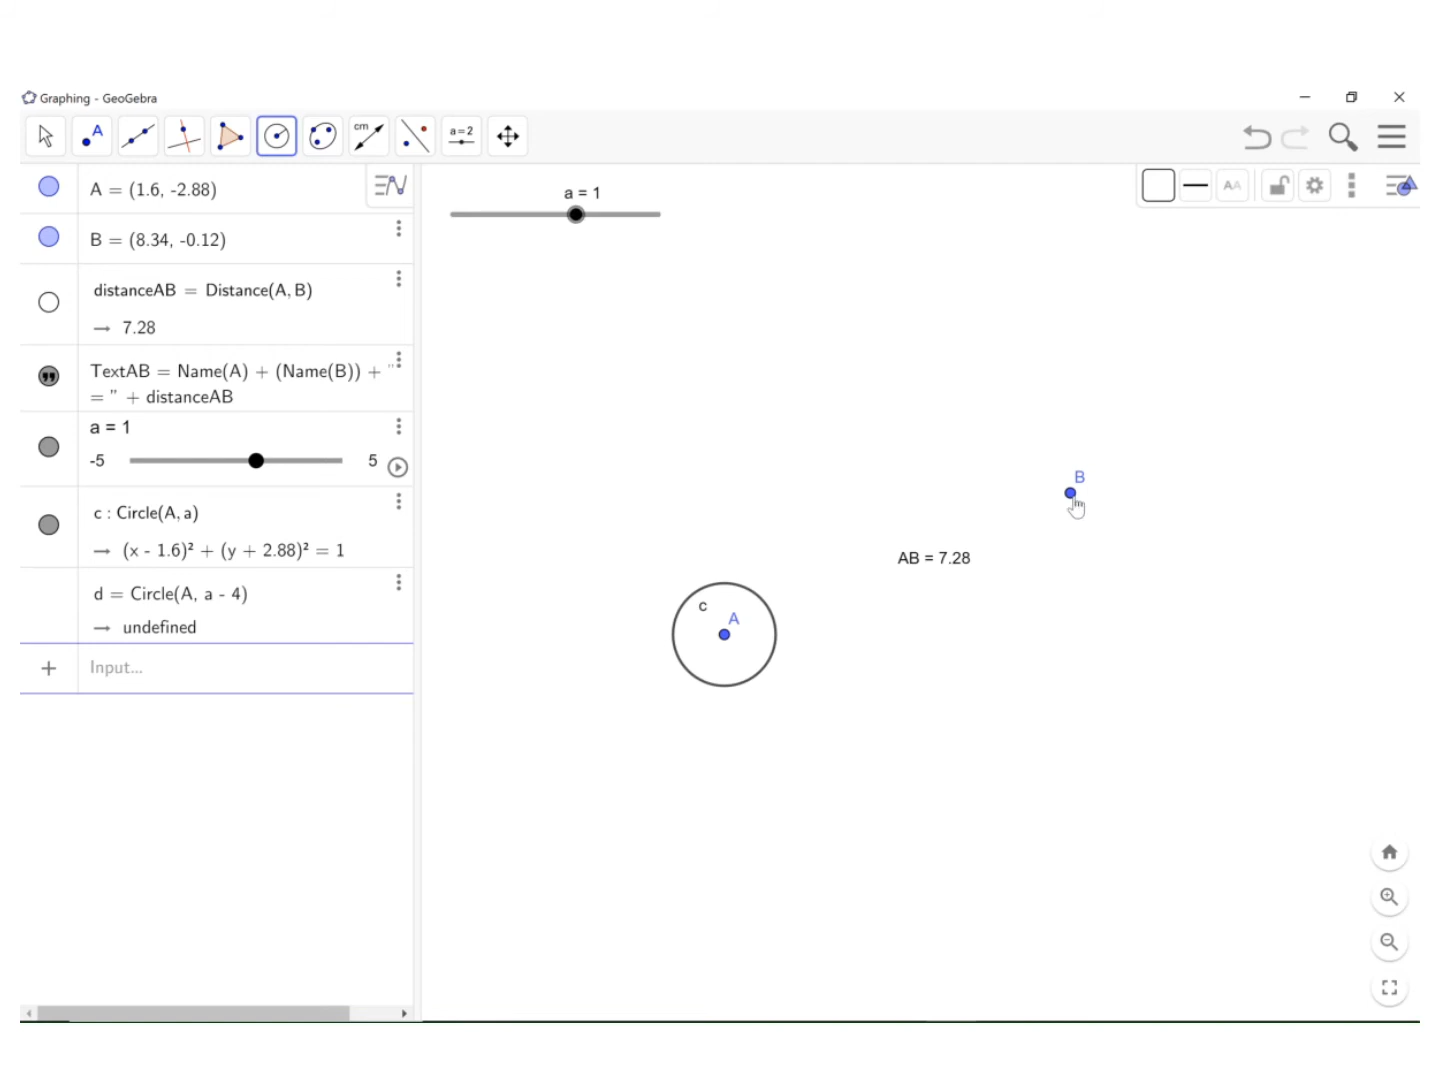 Graphing - GeoGebra
A
cm
a=2
A = (1.6, -2.88)
B = (8.34, -0.12)
distanceAB = Distance(A, B)
→ 7.28
TextAB = Name(A) + (Name(B)) + "
= " + distanceAB
a = 1
-5
5
c : Circle(A, a)
→ (x - 1.6)² + (y + 2.88)² = 1
d = Circle(A, a - 4)
→ undefined
+ Input...
a = 1
AA
B
AB = 7.28
c
A